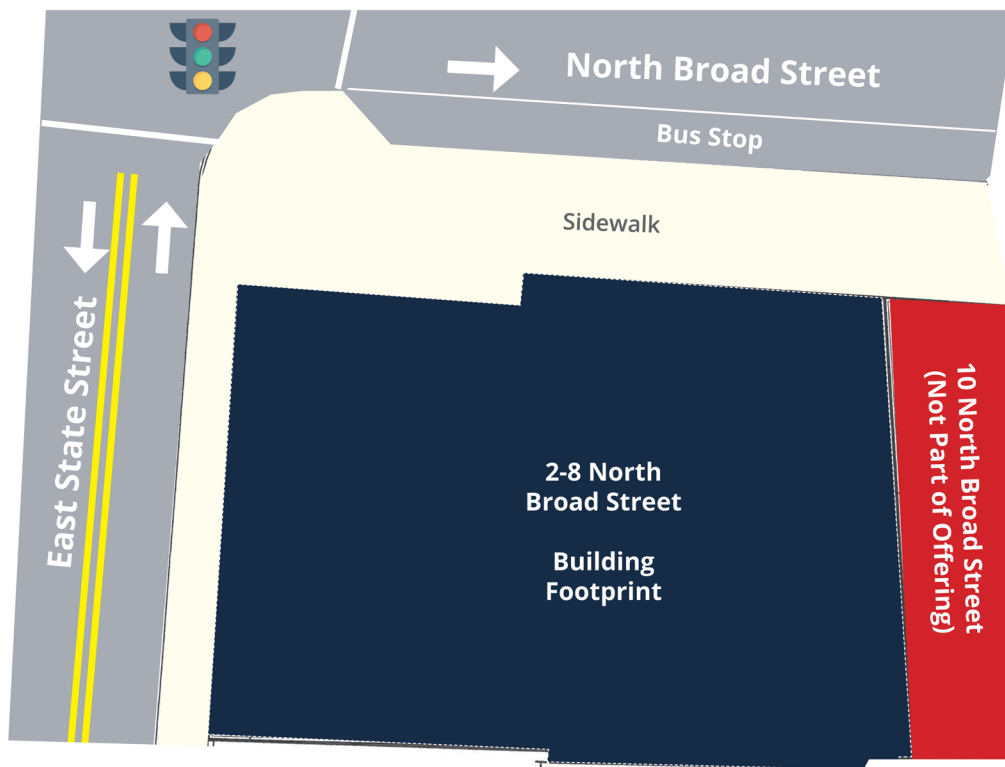 North Broad Street
Bus Stop
Sidewalk
East State Street
2-8 North
Broad Street
Building
Footprint
10 North Broad Street
(Not Part of Offering)